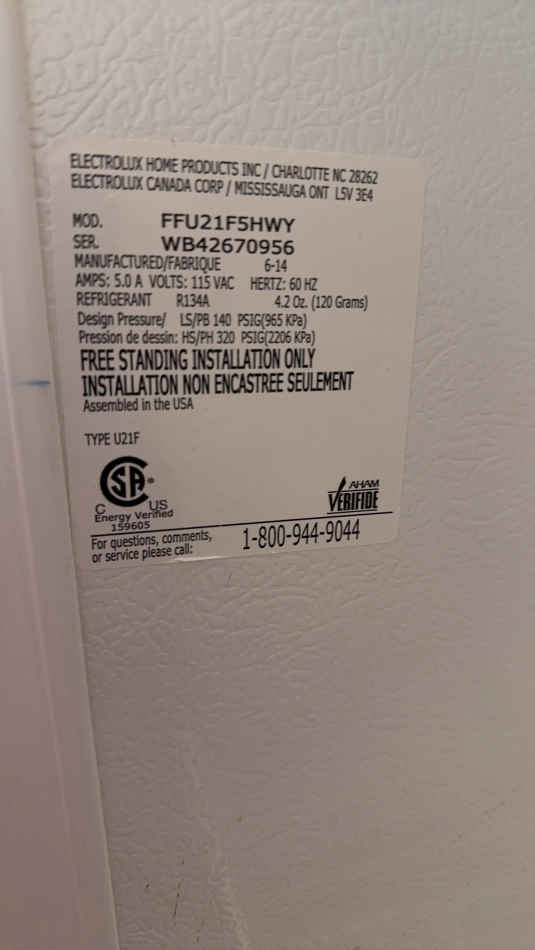 ELECTROLUX HOME PRODUCTS INC / CHARLOTTE NC 28262
ELECTROLUX CANADA CORP / MISSISSAUGA ONT L5V 3E4
MOD. FFU21F5HWY
SER. WB42670956
MANUFACTURED/FABRIQUE 6-14
AMPS: 5.0 A VOLTS: 115 VAC HERTZ: 60 HZ
REFRIGERANT R134A 4.2 Oz. (120 Grams)
Design Pressure/ LS/PB 140 PSIG(965 KPa)
Pression de dessin: HS/PH 320 PSIG(2206 KPa)
FREE STANDING INSTALLATION ONLY
INSTALLATION NON ENCASTREE SEULEMENT
Assembled in the USA
TYPE U21F
CSA®
C US
Energy Verified
159605
AHAM
VERIFIDE
For questions, comments,
or service please call: 1-800-944-9044